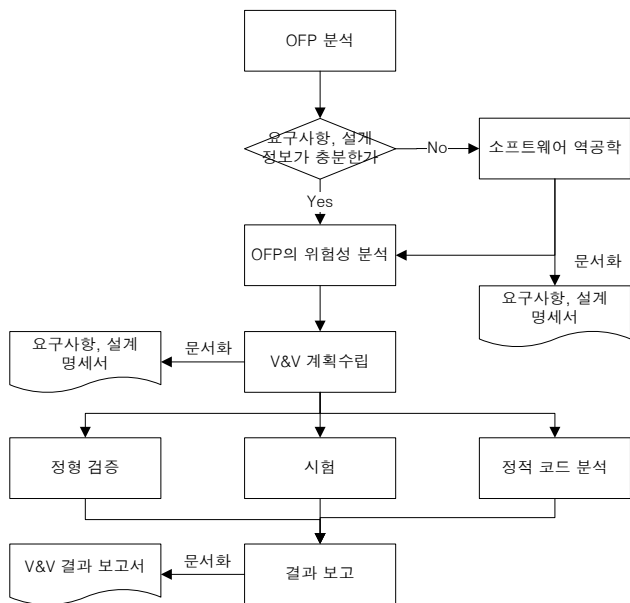 OFP 분석
요구사항, 설계
정보가 충분한가
No
소프트웨어 역공학
Yes
OFP의 위험성 분석
문서화
요구사항, 설계
명세서
요구사항, 설계
명세서
문서화
V&V 계획수립
정형 검증
시험
정적 코드 분석
V&V 결과 보고서
문서화
결과 보고